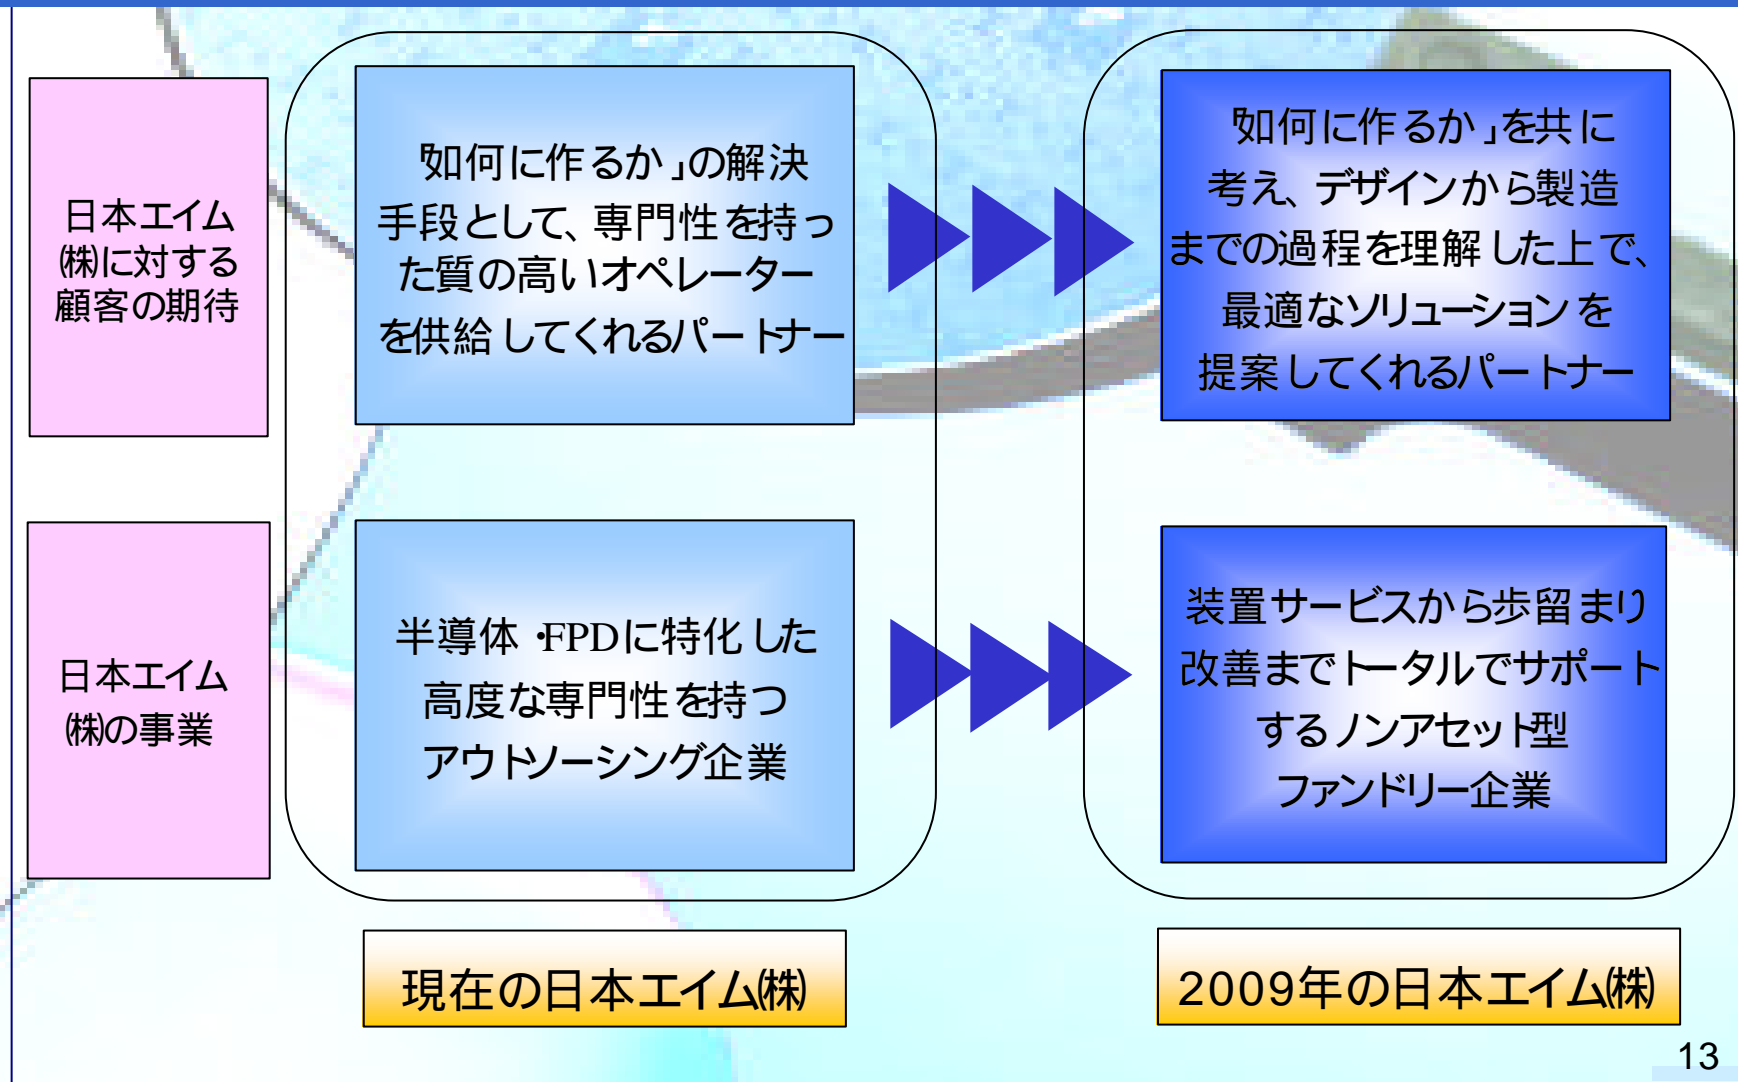 日本エイム
㈱に対する
顧客の期待
「如何に作るか」の解決
手段として、専門性を持っ
た質の高いオペレーター
を供給してくれるパートナー
「如何に作るか」を共に
考え、デザインから製造
までの過程を理解した上で、
最適なソリューションを
提案してくれるパートナー
日本エイム
㈱の事業
半導体・FPDに特化した
高度な専門性を持つ
アウトソーシング企業
装置サービスから歩留まり
改善までトータルでサポート
するノンアセット型
ファンドリー企業
現在の日本エイム㈱
2009年の日本エイム㈱
13